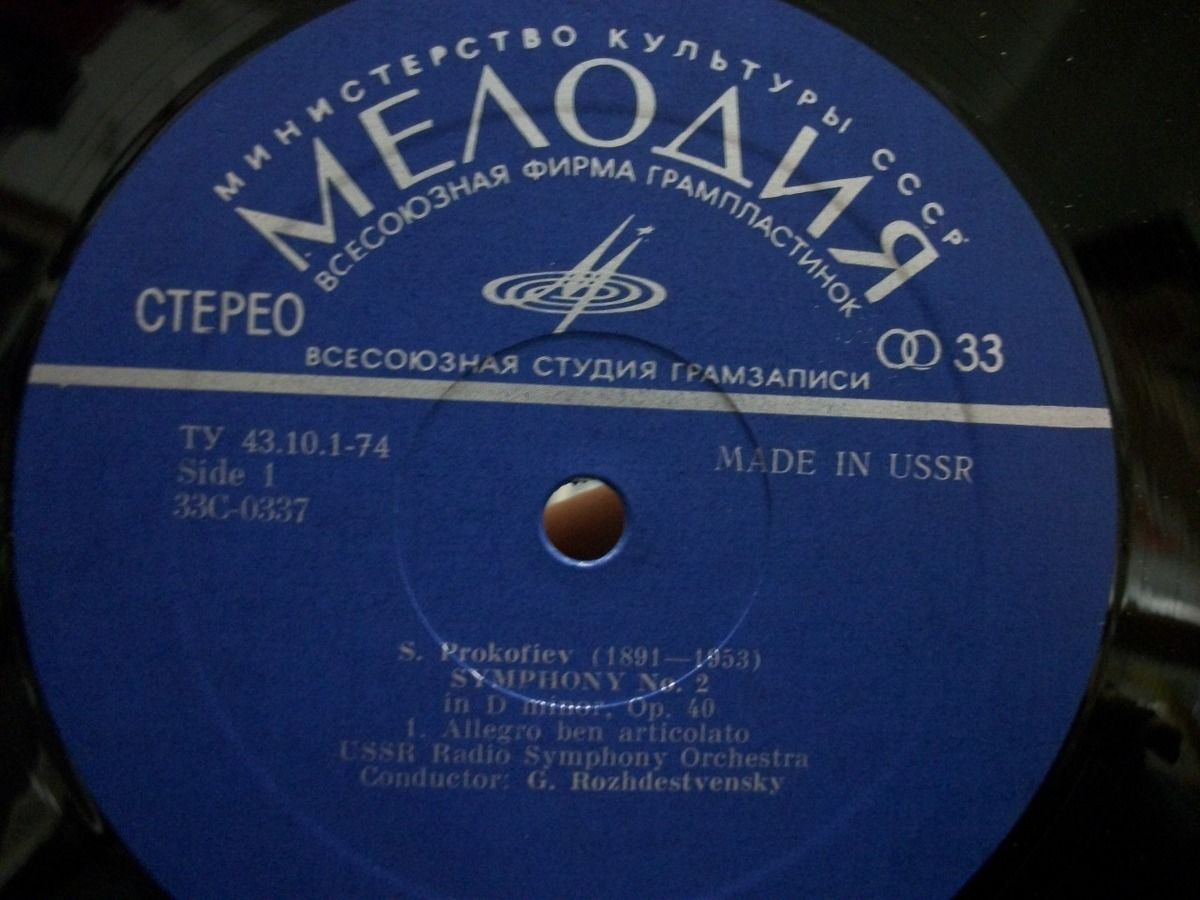 МИНИСТЕРСТВО КУЛЬТУРЫ СССР
МЕЛОДИЯ
ВСЕСОЮЗНАЯ ФИРМА ГРАМПЛАСТИНОК
СТЕРЕО
33
ВСЕСОЮЗНАЯ СТУДИЯ ГРАМЗАПИСИ
ТУ 43.10.1-74
MADE IN USSR
Side 1
33C-0337
S. Prokofiev (1891—1953)
SYMPHONY No. 2
in D minor, Op. 40
1. Allegro ben articolato
USSR Radio Symphony Orchestra
Conductor: G. Rozhdestvensky